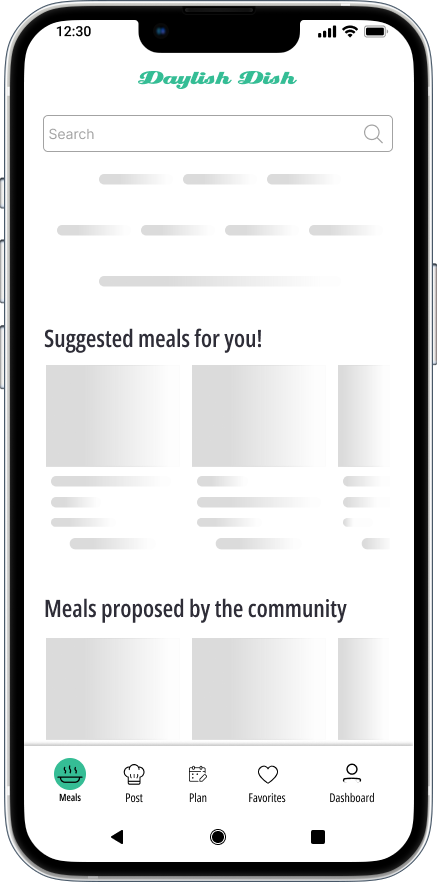 12:30
Daylish Dish
Search
Suggested meals for you!
Meals proposed by the community
Meals
Post
Plan
Favorites
Dashboard